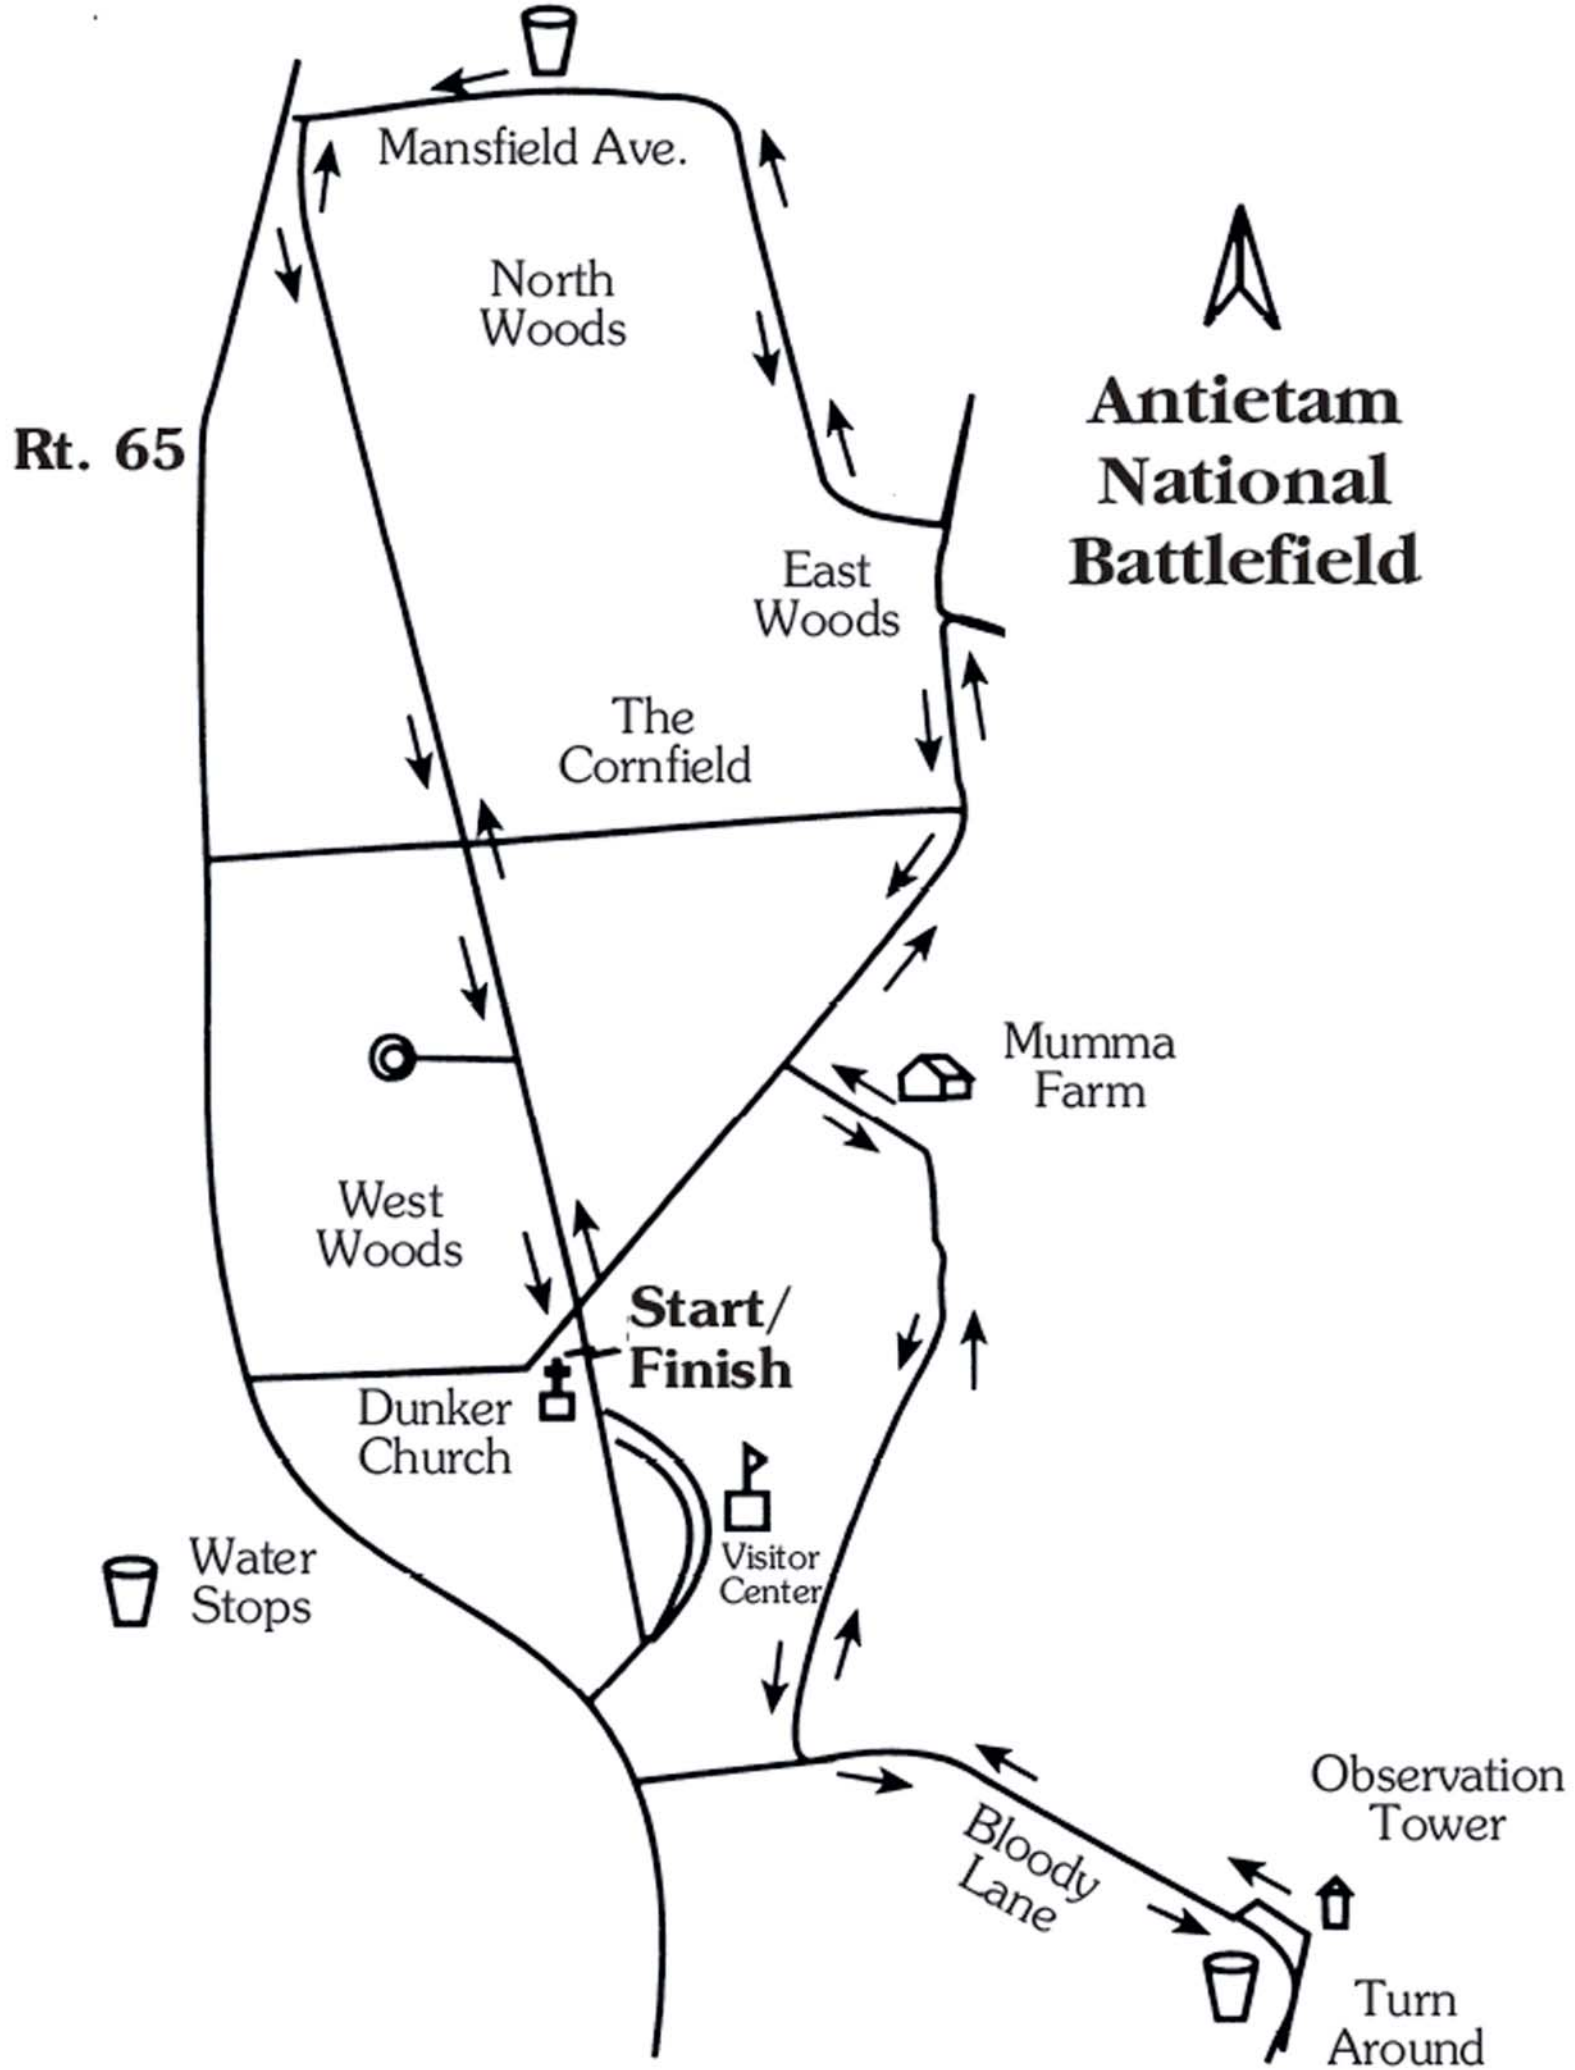 Mansfield Ave.
North
Woods
Rt. 65
Antietam
National
Battlefield
East
Woods
The
Cornfield
Mumma
Farm
West
Woods
Start/
Finish
Dunker
Church
Visitor
Center
Water
Stops
Observation
Tower
Bloody
Lane
Turn
Around